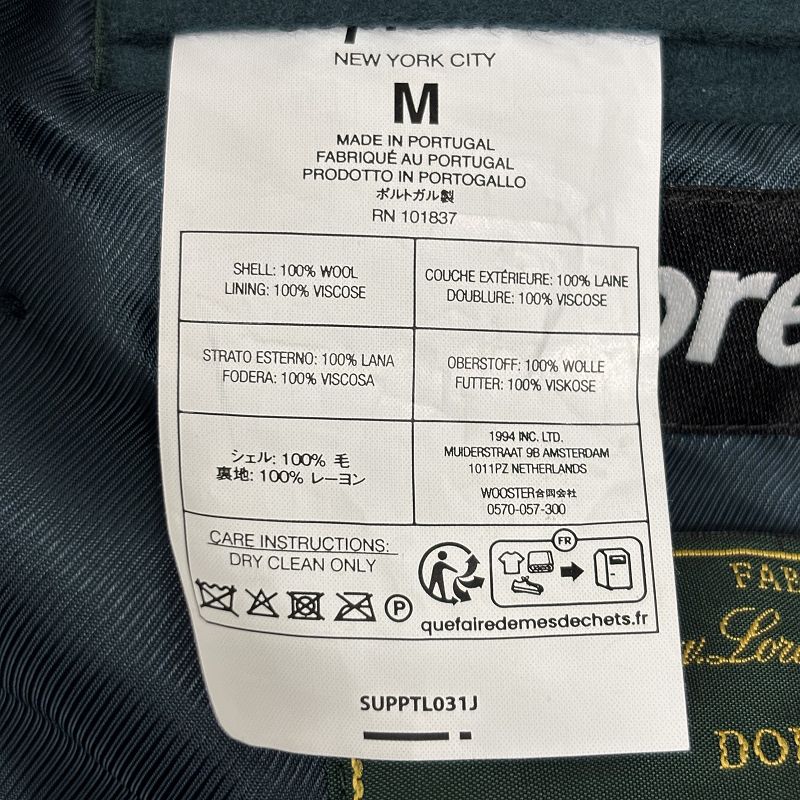 NEW YORK CITY
M
MADE IN PORTUGAL
FABRIQUÉ AU PORTUGAL
PRODOTTO IN PORTOGALLO
ポルトガル製
RN 101837
SHELL: 100% WOOL
LINING: 100% VISCOSE
COUCHE EXTÉRIEURE: 100% LAINE
DOUBLURE: 100% VISCOSE
STRATO ESTERNO: 100% LANA
FODERA: 100% VISCOSA
OBERSTOFF: 100% WOLLE
FUTTER: 100% VISKOSE
シェル: 100% 毛
裏地: 100% レーヨン
1994 INC. LTD.
MUIDERSTRAAT 9B AMSTERDAM
1011PZ NETHERLANDS
WOOSTER合同会社
0570-057-300
CARE INSTRUCTIONS:
DRY CLEAN ONLY
P
FR
quefairedemesdechets.fr
SUPPTL031J